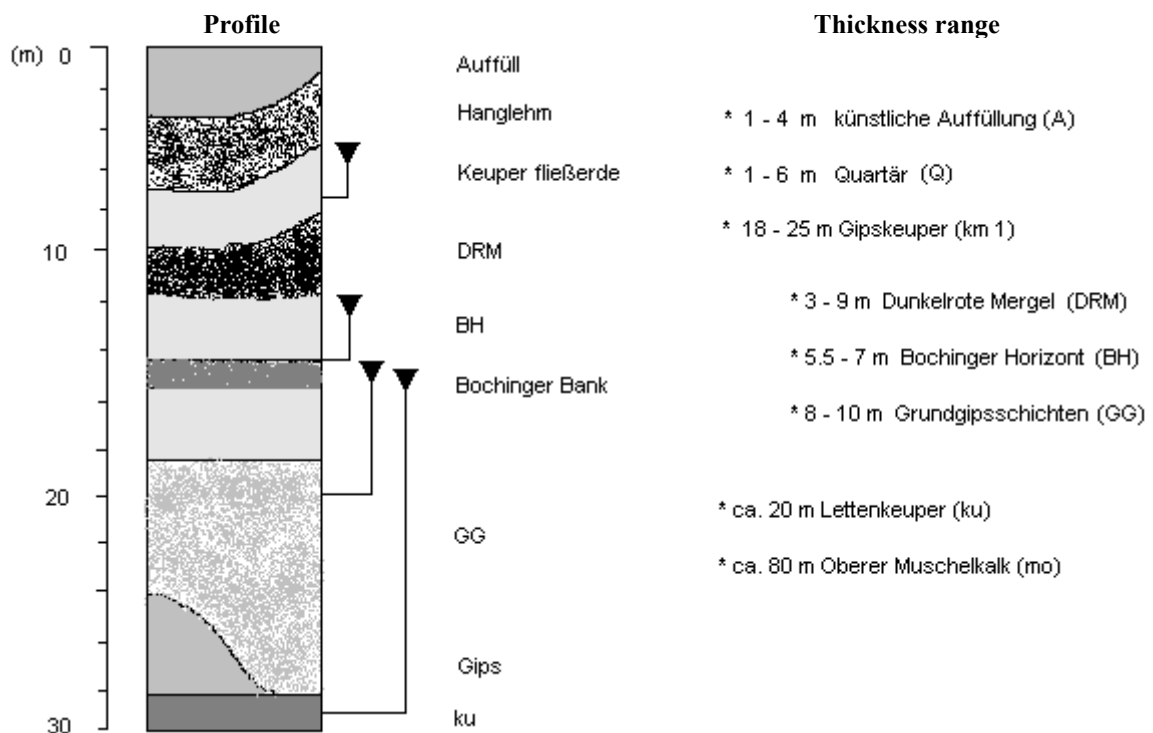 Profile
Thickness range
(m) 0
10
20
30
Auffüll
Hanglehm
Keuper fließerde
DRM
BH
Bochinger Bank
GG
Gips
ku
* 1 - 4 m künstliche Auffüllung (A)
* 1 - 6 m Quartär (Q)
* 18 - 25 m Gipskeuper (km 1)
* 3 - 9 m Dunkelrote Mergel (DRM)
* 5.5 - 7 m Bochinger Horizont (BH)
* 8 - 10 m Grundgipsschichten (GG)
* ca. 20 m Lettenkeuper (ku)
* ca. 80 m Oberer Muschelkalk (mo)